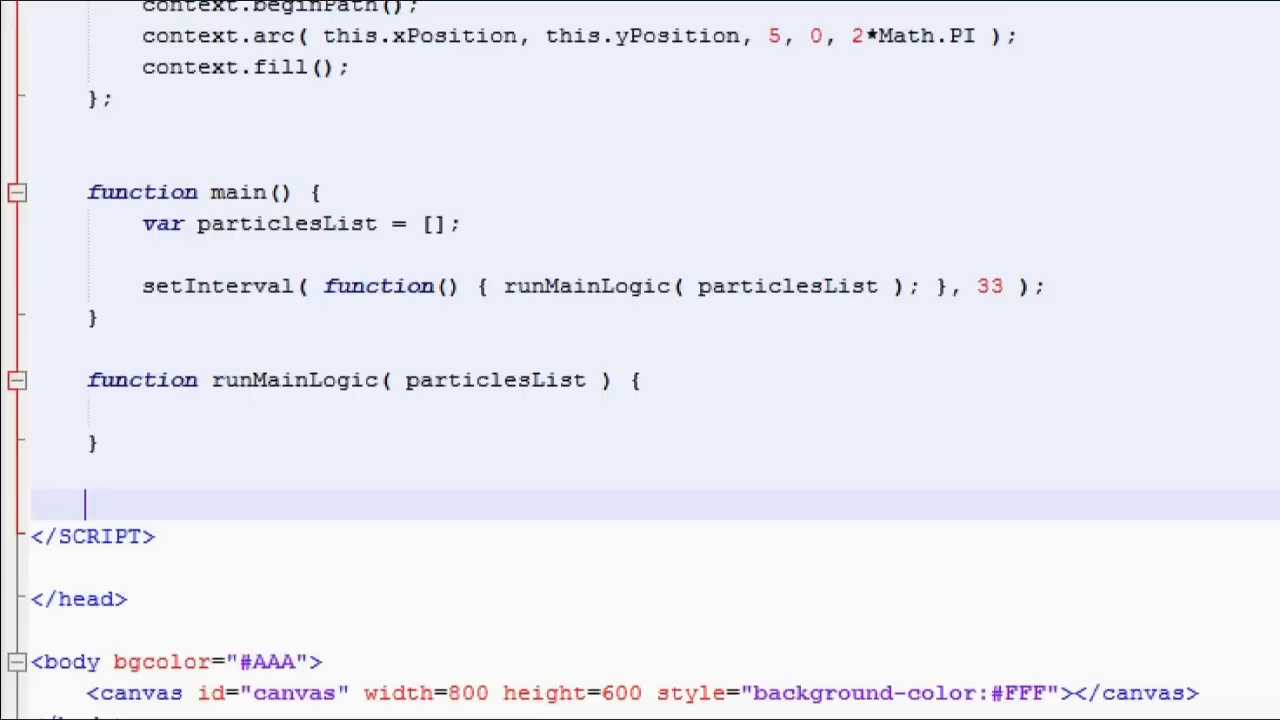 context.beginPath();
context.arc( this.xPosition, this.yPosition, 5, 0, 2*Math.PI );
context.fill();
};
function main() {
var particlesList = [];
setInterval( function() { runMainLogic( particlesList ); }, 33 );
}
function runMainLogic( particlesList ) {
}
</SCRIPT>
</head>
<body bgcolor="#AAA">
<canvas id="canvas" width=800 height=600 style="background-color:#FFF"></canvas>